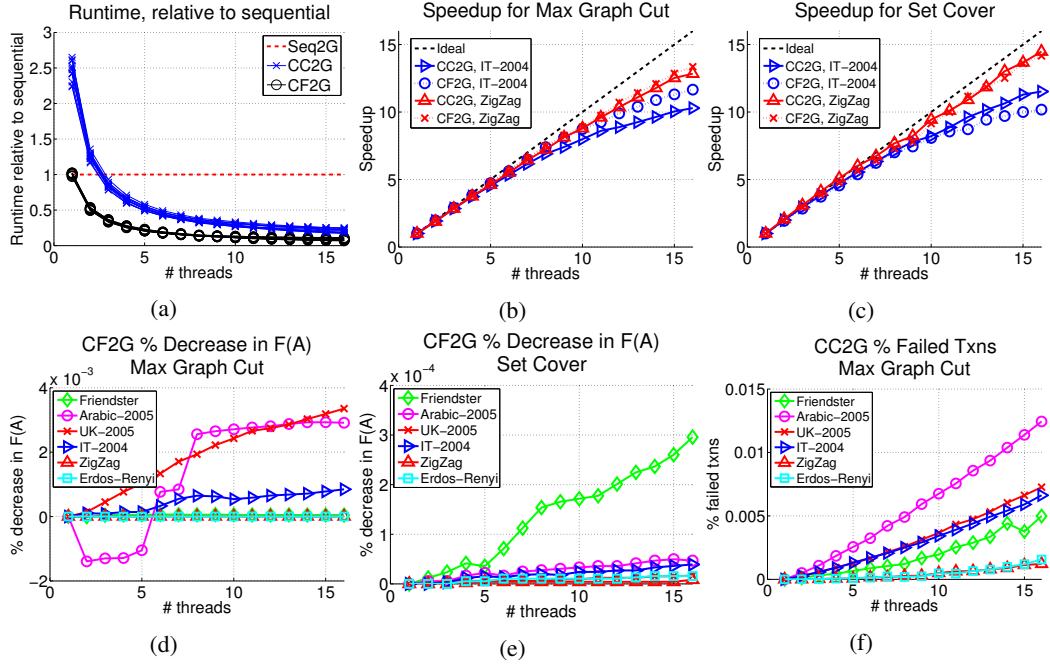 Runtime, relative to sequential
Runtime relative to sequential
3
2.5
2
1.5
1
0.5
0
5
10
15
# threads
Seq2G
CC2G
CF2G
(a)
Speedup for Max Graph Cut
Speedup
15
10
5
0
0
5
10
15
# threads
Ideal
CC2G, IT-2004
CF2G, IT-2004
CC2G, ZigZag
CF2G, ZigZag
(b)
Speedup for Set Cover
Speedup
15
10
5
0
0
5
10
15
# threads
Ideal
CC2G, IT-2004
CF2G, IT-2004
CC2G, ZigZag
CF2G, ZigZag
(c)
CF2G % Decrease in F(A)
Max Graph Cut
x 10⁻³
% decrease in F(A)
4
2
0
−2
5
10
15
# threads
Friendster
Arabic-2005
UK-2005
IT-2004
ZigZag
Erdos-Renyi
(d)
CF2G % Decrease in F(A)
Set Cover
x 10⁻⁴
% decrease in F(A)
4
3
2
1
0
0
5
10
15
# threads
Friendster
Arabic-2005
UK-2005
IT-2004
ZigZag
Erdos-Renyi
(e)
CC2G % Failed Txns
Max Graph Cut
% failed txns
0.015
0.01
0.005
0
0
5
10
15
# threads
Friendster
Arabic-2005
UK-2005
IT-2004
ZigZag
Erdos-Renyi
(f)